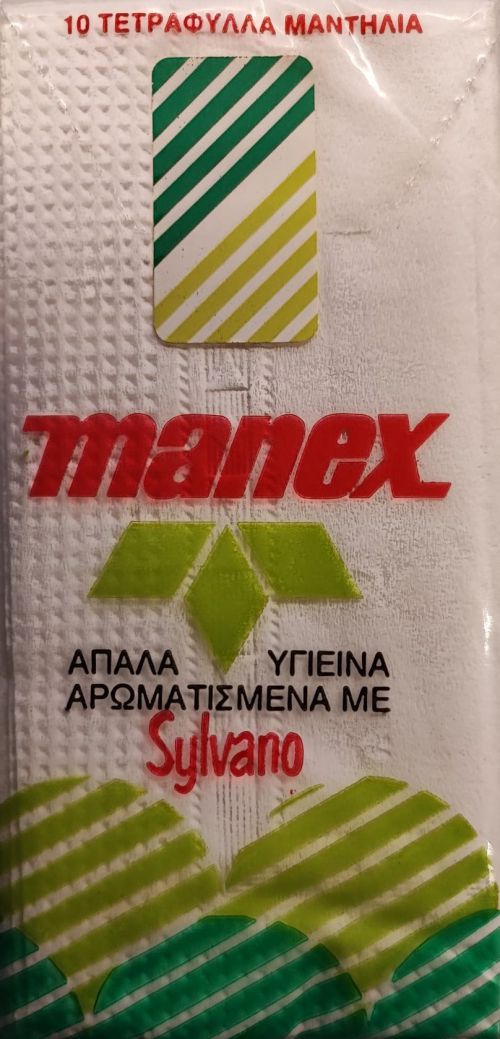 10 ΤΕΤΡΑΦΥΛΛΑ ΜΑΝΤΗΛΙΑ
manex
ΑΠΑΛΑ ΥΓΙΕΙΝΑ
ΑΡΩΜΑΤΙΣΜΕΝΑ ΜΕ
Sylvano